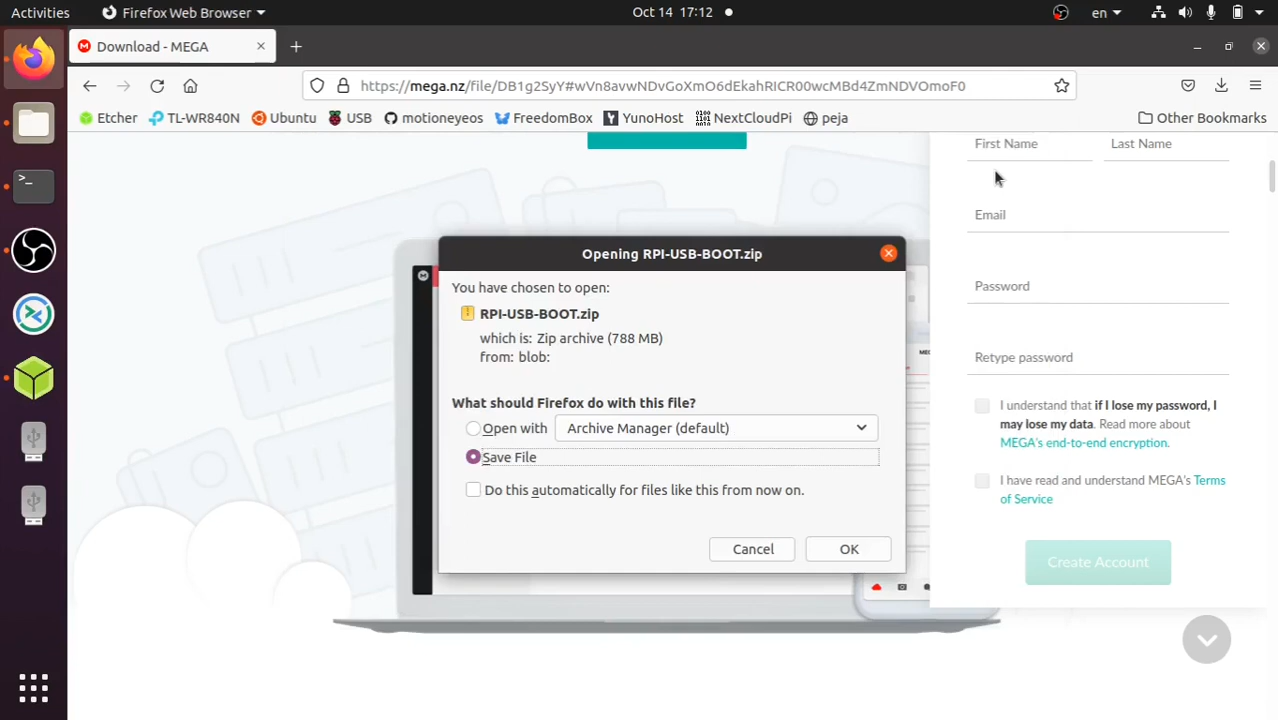 Activities
Firefox Web Browser
Oct 14 17:12
en
Download - MEGA
https://mega.nz/file/DB1g2SyY#wVn8avwNDvGoXmO6dEkahRICR00wcMBd4ZmNDVOmoF0
Etcher
TL-WR840N
Ubuntu
USB
motioneyeos
FreedomBox
YunoHost
NextCloudPi
peja
Other Bookmarks
First Name
Last Name
Email
Password
Retype password
I understand that if I lose my password, I
may lose my data. Read more about
MEGA's end-to-end encryption.
I have read and understand MEGA's Terms
of Service
Create Account
Opening RPI-USB-BOOT.zip
You have chosen to open:
RPI-USB-BOOT.zip
which is: Zip archive (788 MB)
from: blob:
What should Firefox do with this file?
Open with
Archive Manager (default)
Save File
Do this automatically for files like this from now on.
Cancel
OK